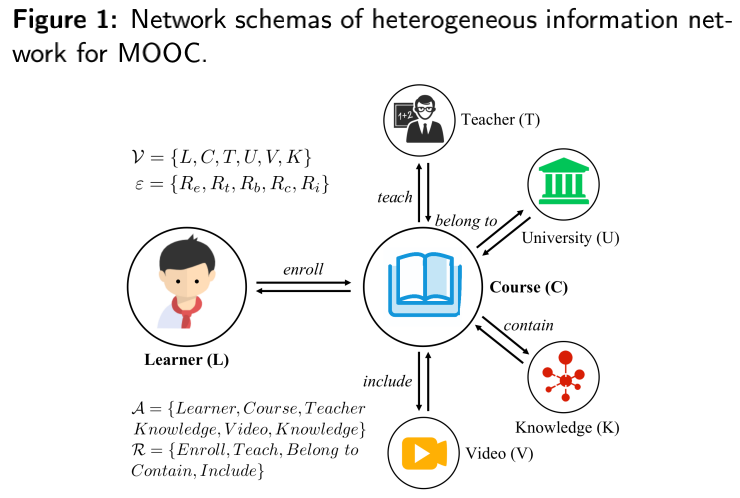 Figure 1: Network schemas of heterogeneous information net-
work for MOOC.
1+2
Teacher (T)
𝒱 = {L, C, T, U, V, K}
ε = {R_e, R_t, R_b, R_c, R_i}
teach
belong to
University (U)
enroll
Course (C)
contain
Learner (L)
include
𝒜 = {Learner, Course, Teacher
Knowledge, Video, Knowledge}
ℛ = {Enroll, Teach, Belong to
Contain, Include}
Knowledge (K)
Video (V)